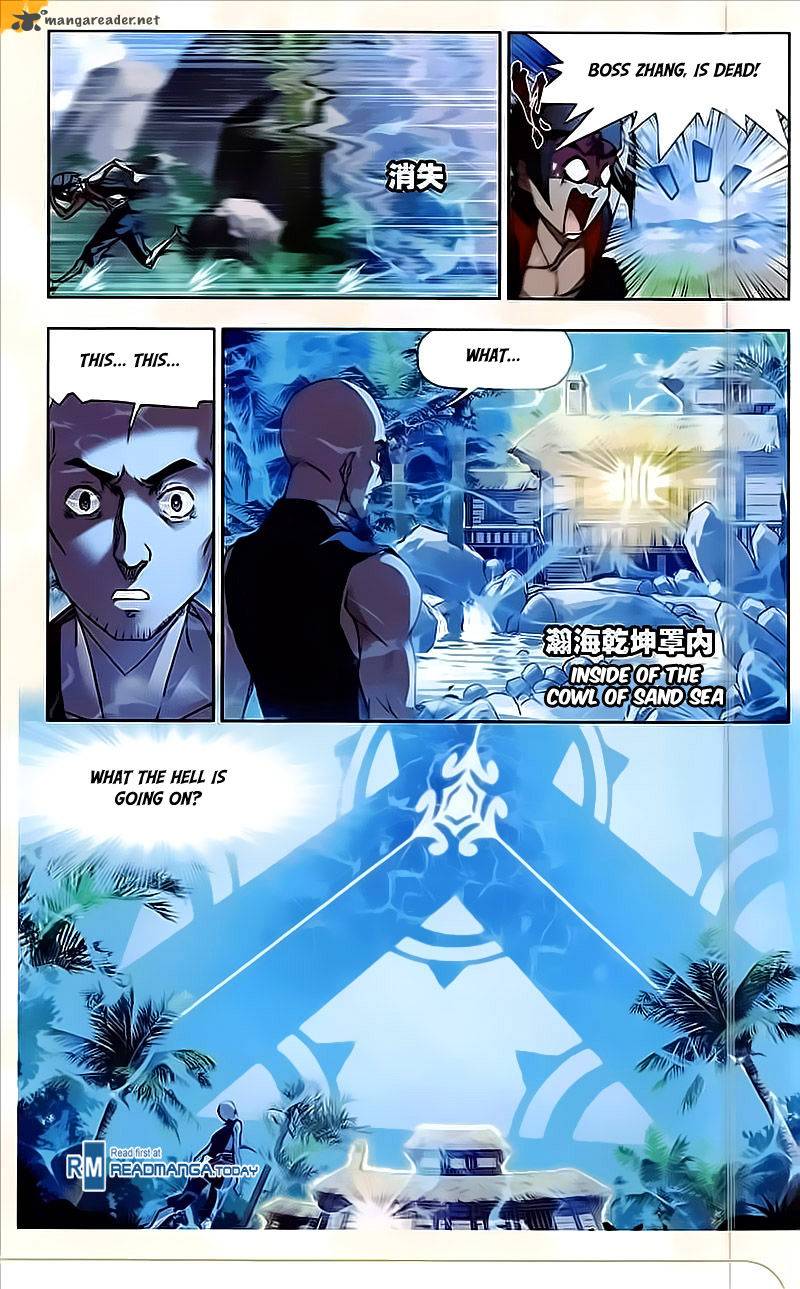 mangareader.net
消失
BOSS ZHANG, IS DEAD!
THIS... THIS...
WHAT...
瀚海乾坤罩内
INSIDE OF THE
COWL OF SAND SEA
WHAT THE HELL IS
GOING ON?
RM
Read first at
READMANGA.TODAY